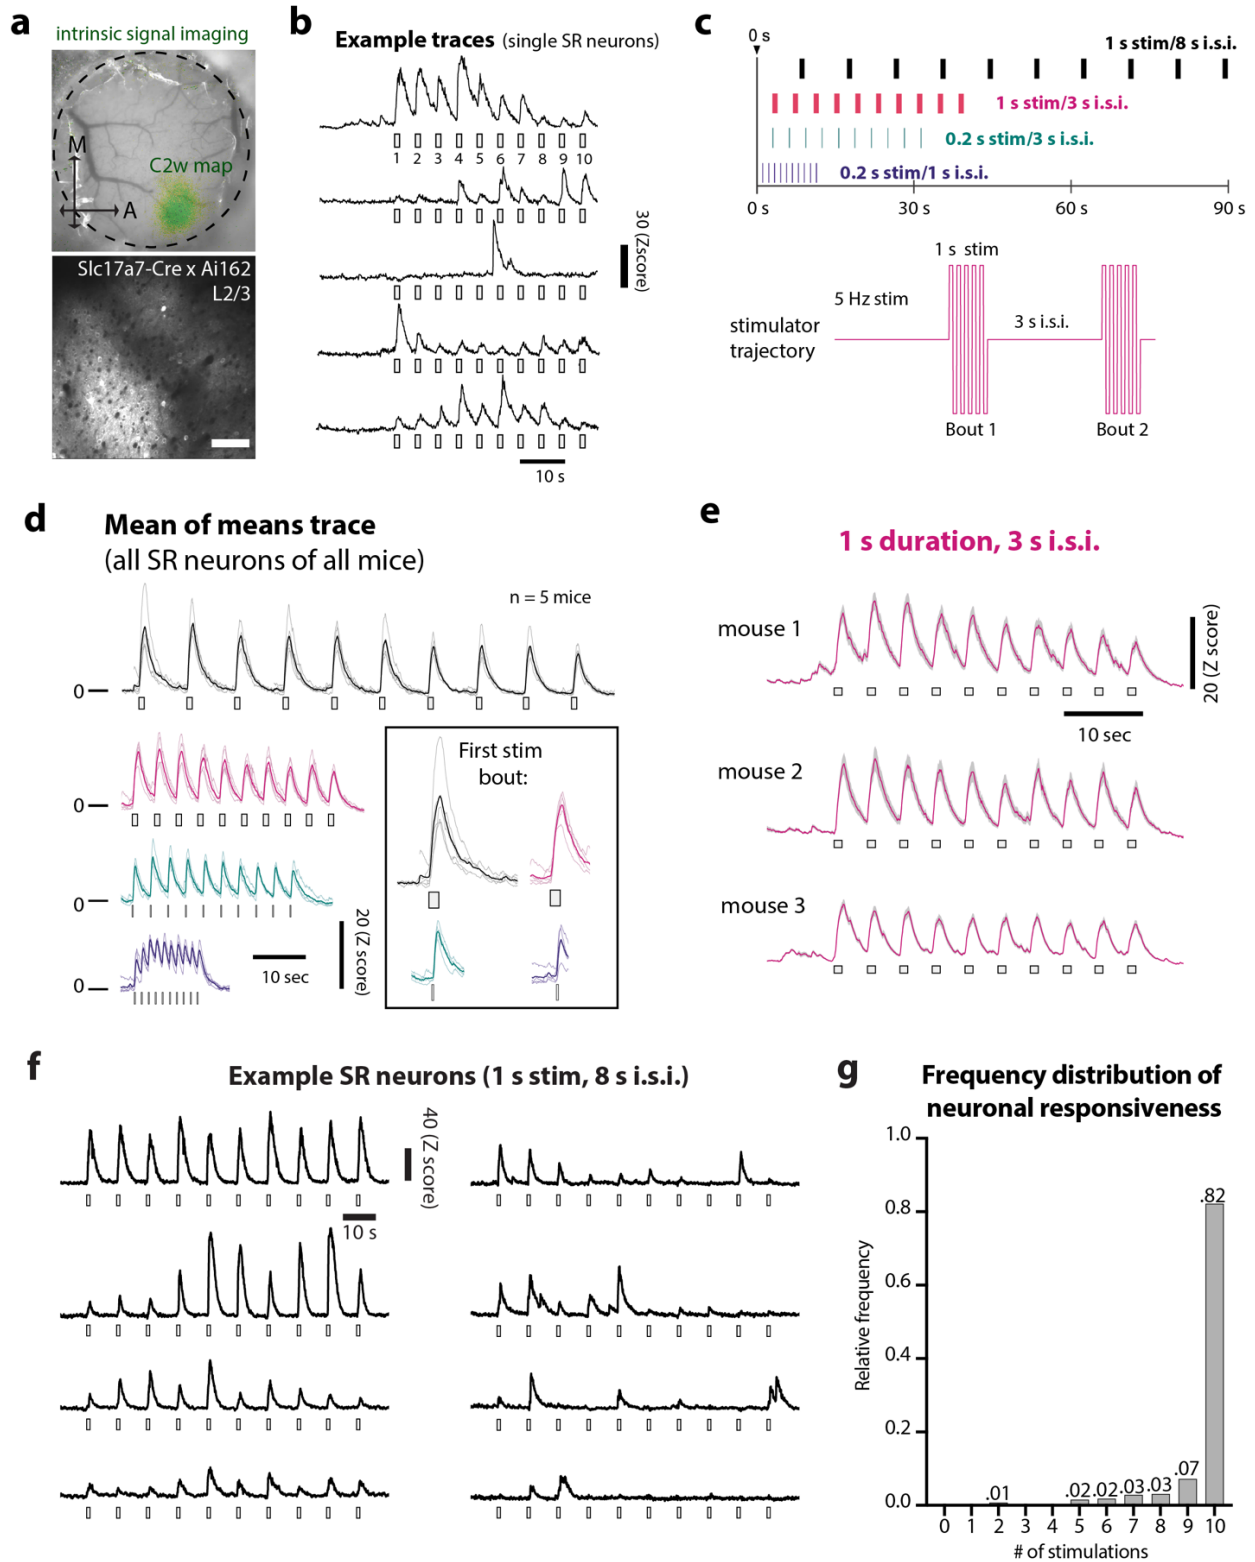 a
intrinsic signal imaging
C2w map
M
A
Slc17a7-Cre x Ai162
L2/3
b
Example traces (single SR neurons)
1 2 3 4 5 6 7 8 9 10
30 (Zscore)
10 s
c
0 s
1 s stim/8 s i.s.i.
1 s stim/3 s i.s.i.
0.2 s stim/3 s i.s.i.
0.2 s stim/1 s i.s.i.
0 s 30s 60s 90 s
1 s stim
5 Hz stim
3 s i.s.i.
stimulator
trajectory
Bout 1 Bout 2
d
Mean of means trace
(all SR neurons of all mice)
n = 5 mice
0
0
0
0
10 sec
20 (Z score)
First stim
bout:
e
1 s duration, 3 s i.s.i.
mouse 1
20 (Z score)
10 sec
mouse 2
mouse 3
f
Example SR neurons (1 s stim, 8 s i.s.i.)
40 (Z score)
10 s
g
Frequency distribution of
neuronal responsiveness
Relative frequency
1.0
0.8
0.6
0.4
0.2
0.0
.01 .02 .02 .03 .03 .07 .82
0 1 2 3 4 5 6 7 8 9 10
# of stimulations